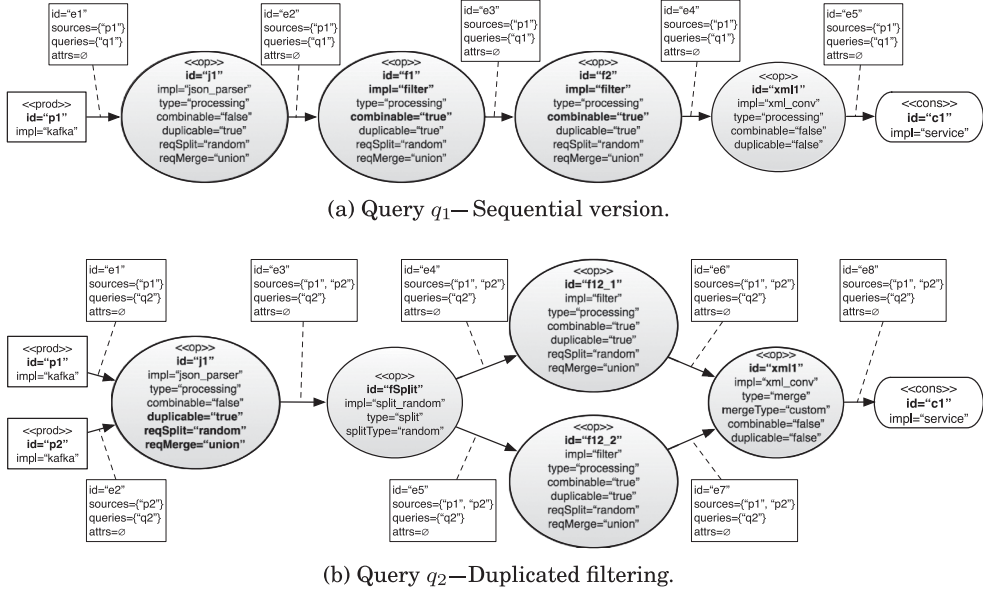 id=“e1”
sources={“p1”}
queries={“q1”}
attrs=∅
id=“e2”
sources={“p1”}
queries={“q1”}
attrs=∅
id=“e3”
sources={“p1”}
queries={“q1”}
attrs=∅
id=“e4”
sources={“p1”}
queries={“q1”}
attrs=∅
id=“e5”
sources={“p1”}
queries={“q1”}
attrs=∅
<<prod>>
id=“p1”
impl=“kafka”
<<op>>
id=“j1”
impl=“json_parser”
type=“processing”
combinable=“false”
duplicable=“true”
reqSplit=“random”
reqMerge=“union”
<<op>>
id=“f1”
impl=“filter”
type=“processing”
combinable=“true”
duplicable=“true”
reqSplit=“random”
reqMerge=“union”
<<op>>
id=“f2”
impl=“filter”
type=“processing”
combinable=“true”
duplicable=“true”
reqSplit=“random”
reqMerge=“union”
<<op>>
id=“xml1”
impl=“xml_conv”
type=“processing”
combinable=“false”
duplicable=“false”
<<cons>>
id=“c1”
impl=“service”
(a) Query q1—Sequential version.
id=“e1”
sources={“p1”}
queries={“q2”}
attrs=∅
id=“e3”
sources={“p1”, “p2”}
queries={“q2”}
attrs=∅
id=“e4”
sources={“p1”, “p2”}
queries={“q2”}
attrs=∅
<<op>>
id=“f12_1”
impl=“filter”
type=“processing”
combinable=“true”
duplicable=“true”
reqSplit=“random”
reqMerge=“union”
id=“e6”
sources={“p1”, “p2”}
queries={“q2”}
attrs=∅
id=“e8”
sources={“p1”, “p2”}
queries={“q2”}
attrs=∅
<<prod>>
id=“p1”
impl=“kafka”
<<prod>>
id=“p2”
impl=“kafka”
<<op>>
id=“j1”
impl=“json_parser”
type=“processing”
combinable=“false”
duplicable=“true”
reqSplit=“random”
reqMerge=“union”
<<op>>
id=“fSplit”
impl=“split_random”
type=“split”
splitType=“random”
<<op>>
id=“xml1”
impl=“xml_conv”
type=“merge”
mergeType=“custom”
combinable=“false”
duplicable=“false”
<<cons>>
id=“c1”
impl=“service”
id=“e2”
sources={“p2”}
queries={“q2”}
attrs=∅
id=“e5”
sources={“p1”, “p2”}
queries={“q2”}
attrs=∅
<<op>>
id=“f12_2”
impl=“filter”
type=“processing”
combinable=“true”
duplicable=“true”
reqSplit=“random”
reqMerge=“union”
id=“e7”
sources={“p1”, “p2”}
queries={“q2”}
attrs=∅
(b) Query q2—Duplicated filtering.